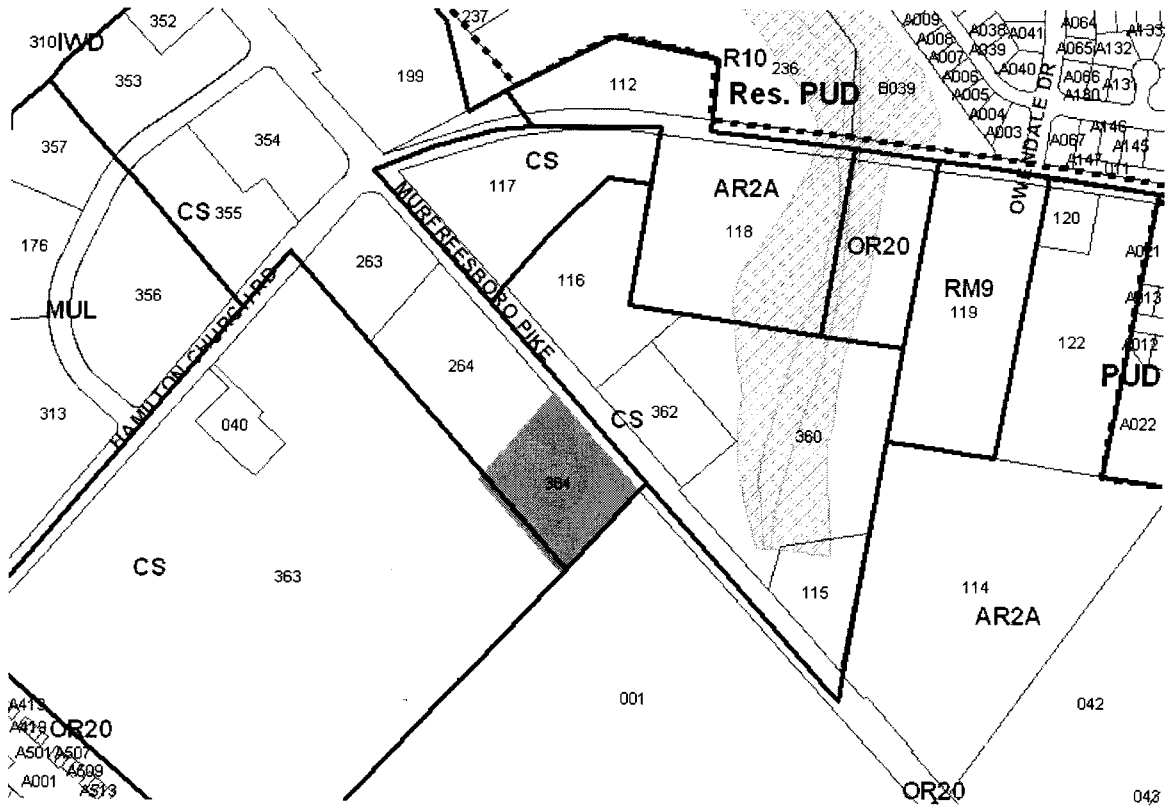 352
237
310 IWD
A009
A038
A041
A064
A133
A008
A039
A065
A132
353
199
R10
236
A007
A040
112
B039
A006
A066
A131
Res. PUD
A005
A130
A004
357
354
A003
A067
A146
A145
CS
A147
OWENDALE DR
117
AR2A
CS 355
118
120
176
263
OR20
A021
116
RM9
MUL
356
119
A013
MURFREESBORO PIKE
HAMILTON CHURCH RD
122
A012
264
PUD
313
040
CS 362
360
A022
364
CS
363
115
114
AR2A
001
042
A413
A419 OR20
A501 A507
A509
A001
A513
OR20
043